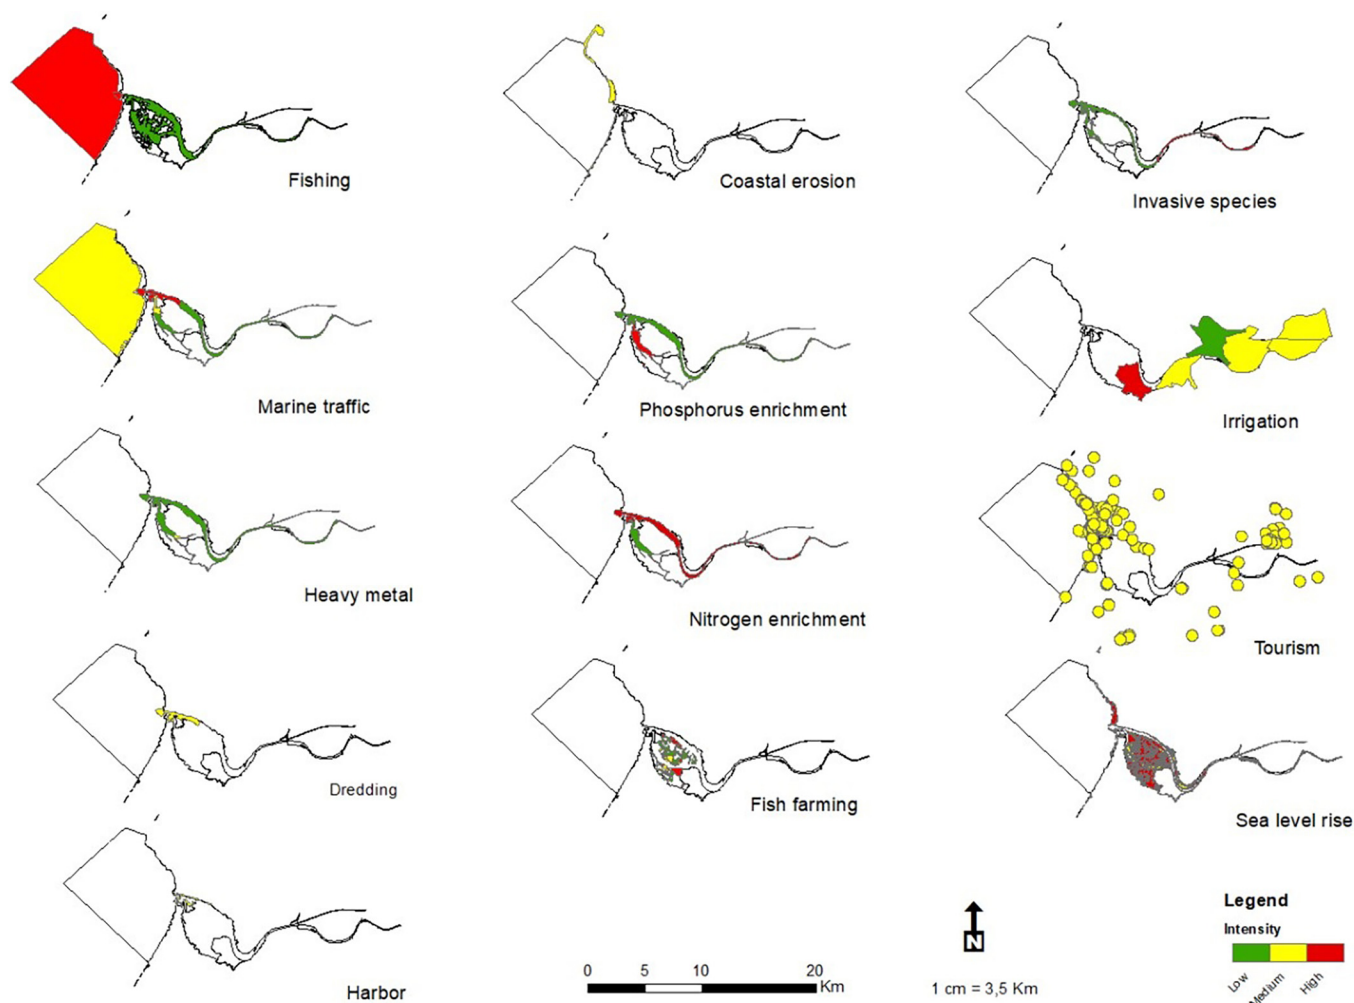 Fishing
Coastal erosion
Invasive species
Marine traffic
Phosphorus enrichment
Irrigation
Heavy metal
Nitrogen enrichment
Tourism
Dredding
Fish farming
Sea level rise
Harbor
0 5 10 20
Km
N
1 cm = 3,5 Km
Legend
Intensity
Low
Medium
High